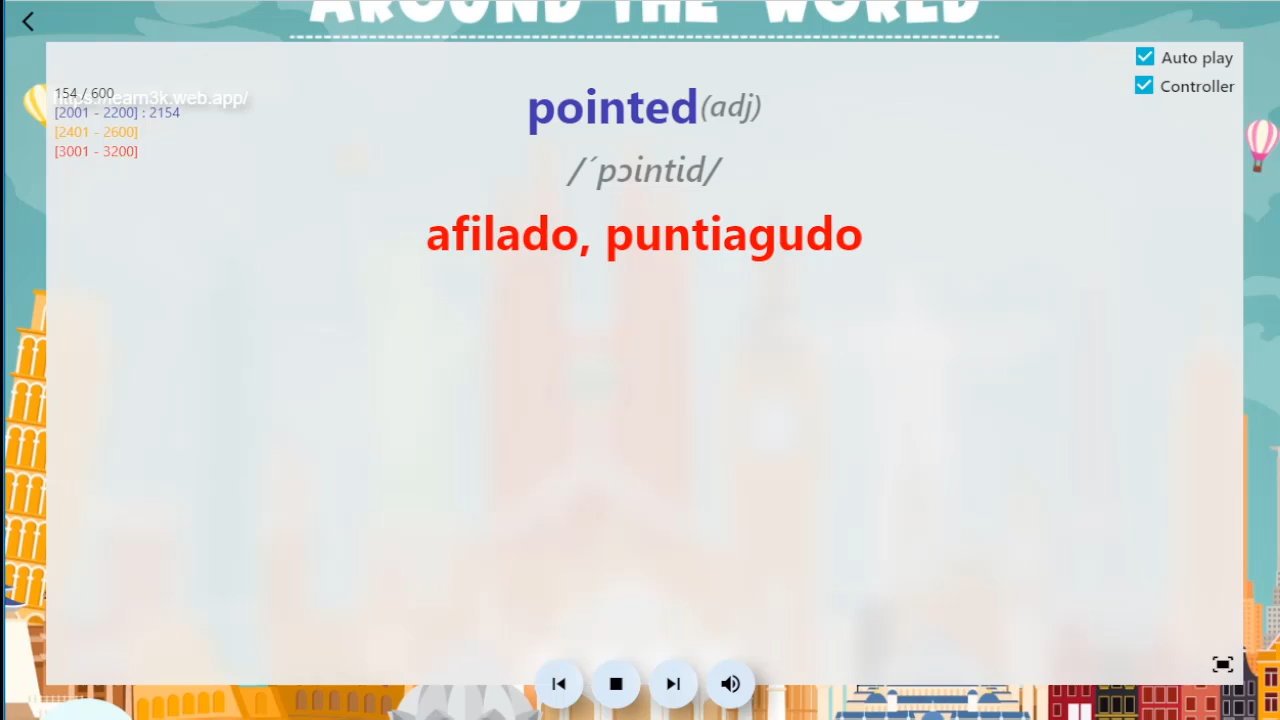 AROUND THE WORLD
Auto play
Controller
154 / 600
https://learn3k.web.app/
[2001 - 2200] : 2154
[2401 - 2600]
[3001 - 3200]
pointed(adj)
/´pɔintid/
afilado, puntiagudo